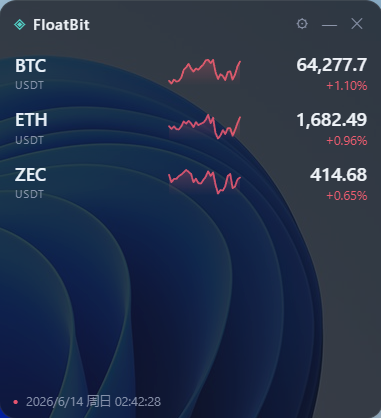 FloatBit
BTC 64,277.7
USDT +1.10%
ETH 1,682.49
USDT +0.96%
ZEC 414.68
USDT +0.65%
2026/6/14 周日 02:42:28